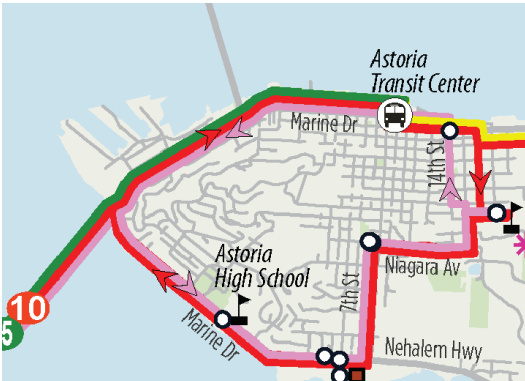 Astoria
Transit Center
Marine Dr
14th St
Astoria
High School
7th St
Niagara Av
10
5
Marine Dr
Nehalem Hwy